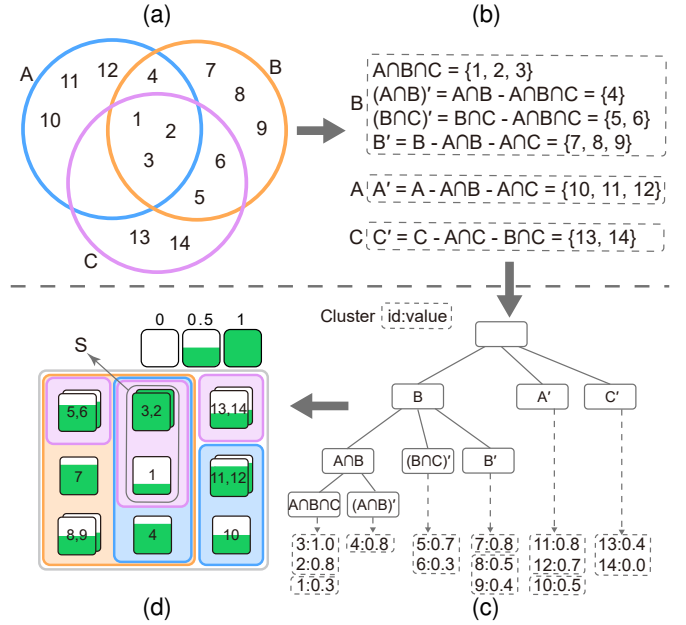 (a)
(b)
A
B
C
11
12
4
7
8
10
1
2
9
3
6
5
13
14
B
A∩B∩C = {1, 2, 3}
(A∩B)′ = A∩B - A∩B∩C = {4}
(B∩C)′ = B∩C - A∩B∩C = {5, 6}
B′ = B - A∩B - A∩C = {7, 8, 9}
A A′ = A - A∩B - A∩C = {10, 11, 12}
C C′ = C - A∩C - B∩C = {13, 14}
0 0.5 1
S
5,6 3,2 13,14
7 1 11,12
8,9 4 10
(d)
Cluster id:value
B A′ C′
A∩B (B∩C)′ B′
A∩B∩C (A∩B)′
3:1.0 4:0.8 5:0.7 7:0.8 11:0.8 13:0.4
2:0.8 6:0.3 8:0.5 12:0.7 14:0.0
1:0.3 9:0.4 10:0.5
(c)